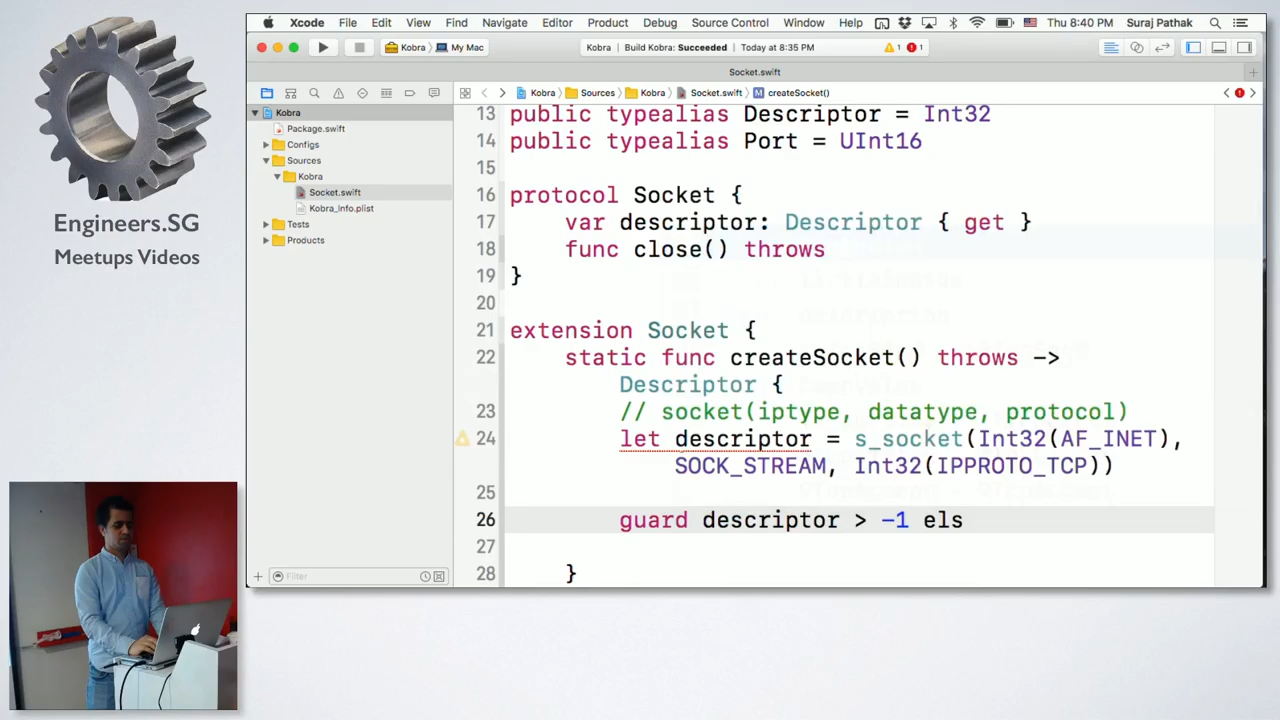 Xcode File Edit View Find Navigate Editor Product Debug Source Control Window Help Thu 8:40 PM Suraj Pathak
Kobra My Mac Kobra Build Kobra: Succeeded Today at 8:35 PM 1 1
Socket.swift
Kobra Sources Kobra Socket.swift M createSocket()
Kobra
Package.swift
Configs
Sources
Kobra
Socket.swift
Kobra_Info.plist
Tests
Products
Filter
13 public typealias Descriptor = Int32
14 public typealias Port = UInt16
15
16 protocol Socket {
17 var descriptor: Descriptor { get }
18 func close() throws
19 }
20
21 extension Socket {
22 static func createSocket() throws ->
Descriptor {
23 // socket(iptype, datatype, protocol)
24 let descriptor = s_socket(Int32(AF_INET),
SOCK_STREAM, Int32(IPPROTO_TCP))
25
26 guard descriptor > -1 els
27
28 }
Engineers.SG
Meetups Videos